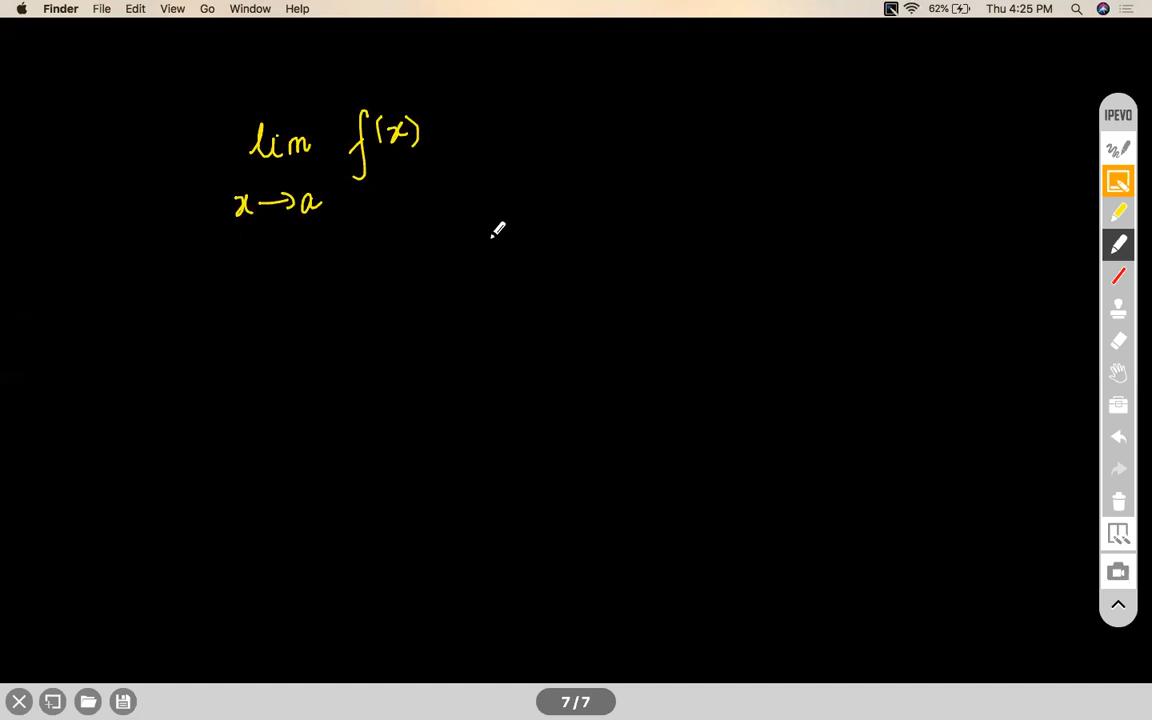 Finder File Edit View Go Window Help 62% Thu 4:25 PM
lim f(x)
x→a
IPEVO
7/7